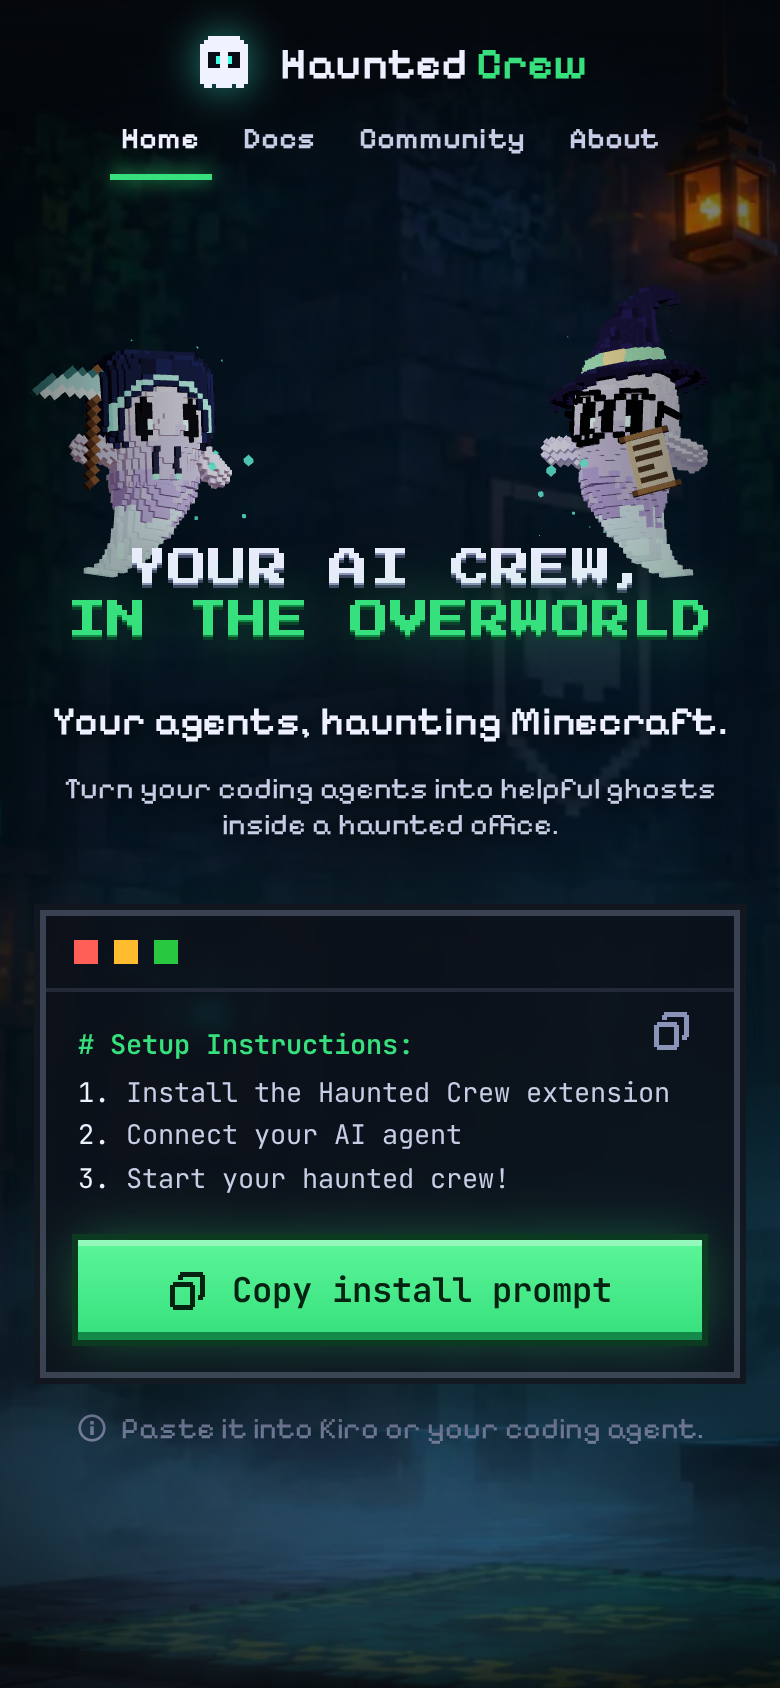 Haunted Crew
Home Docs Community About
YOUR AI CREW,
IN THE OVERWORLD
Your agents, haunting Minecraft.
Turn your coding agents into helpful ghosts
inside a haunted office.
# Setup Instructions:
1. Install the Haunted Crew extension
2. Connect your AI agent
3. Start your haunted crew!
Copy install prompt
Paste it into Kiro or your coding agent.